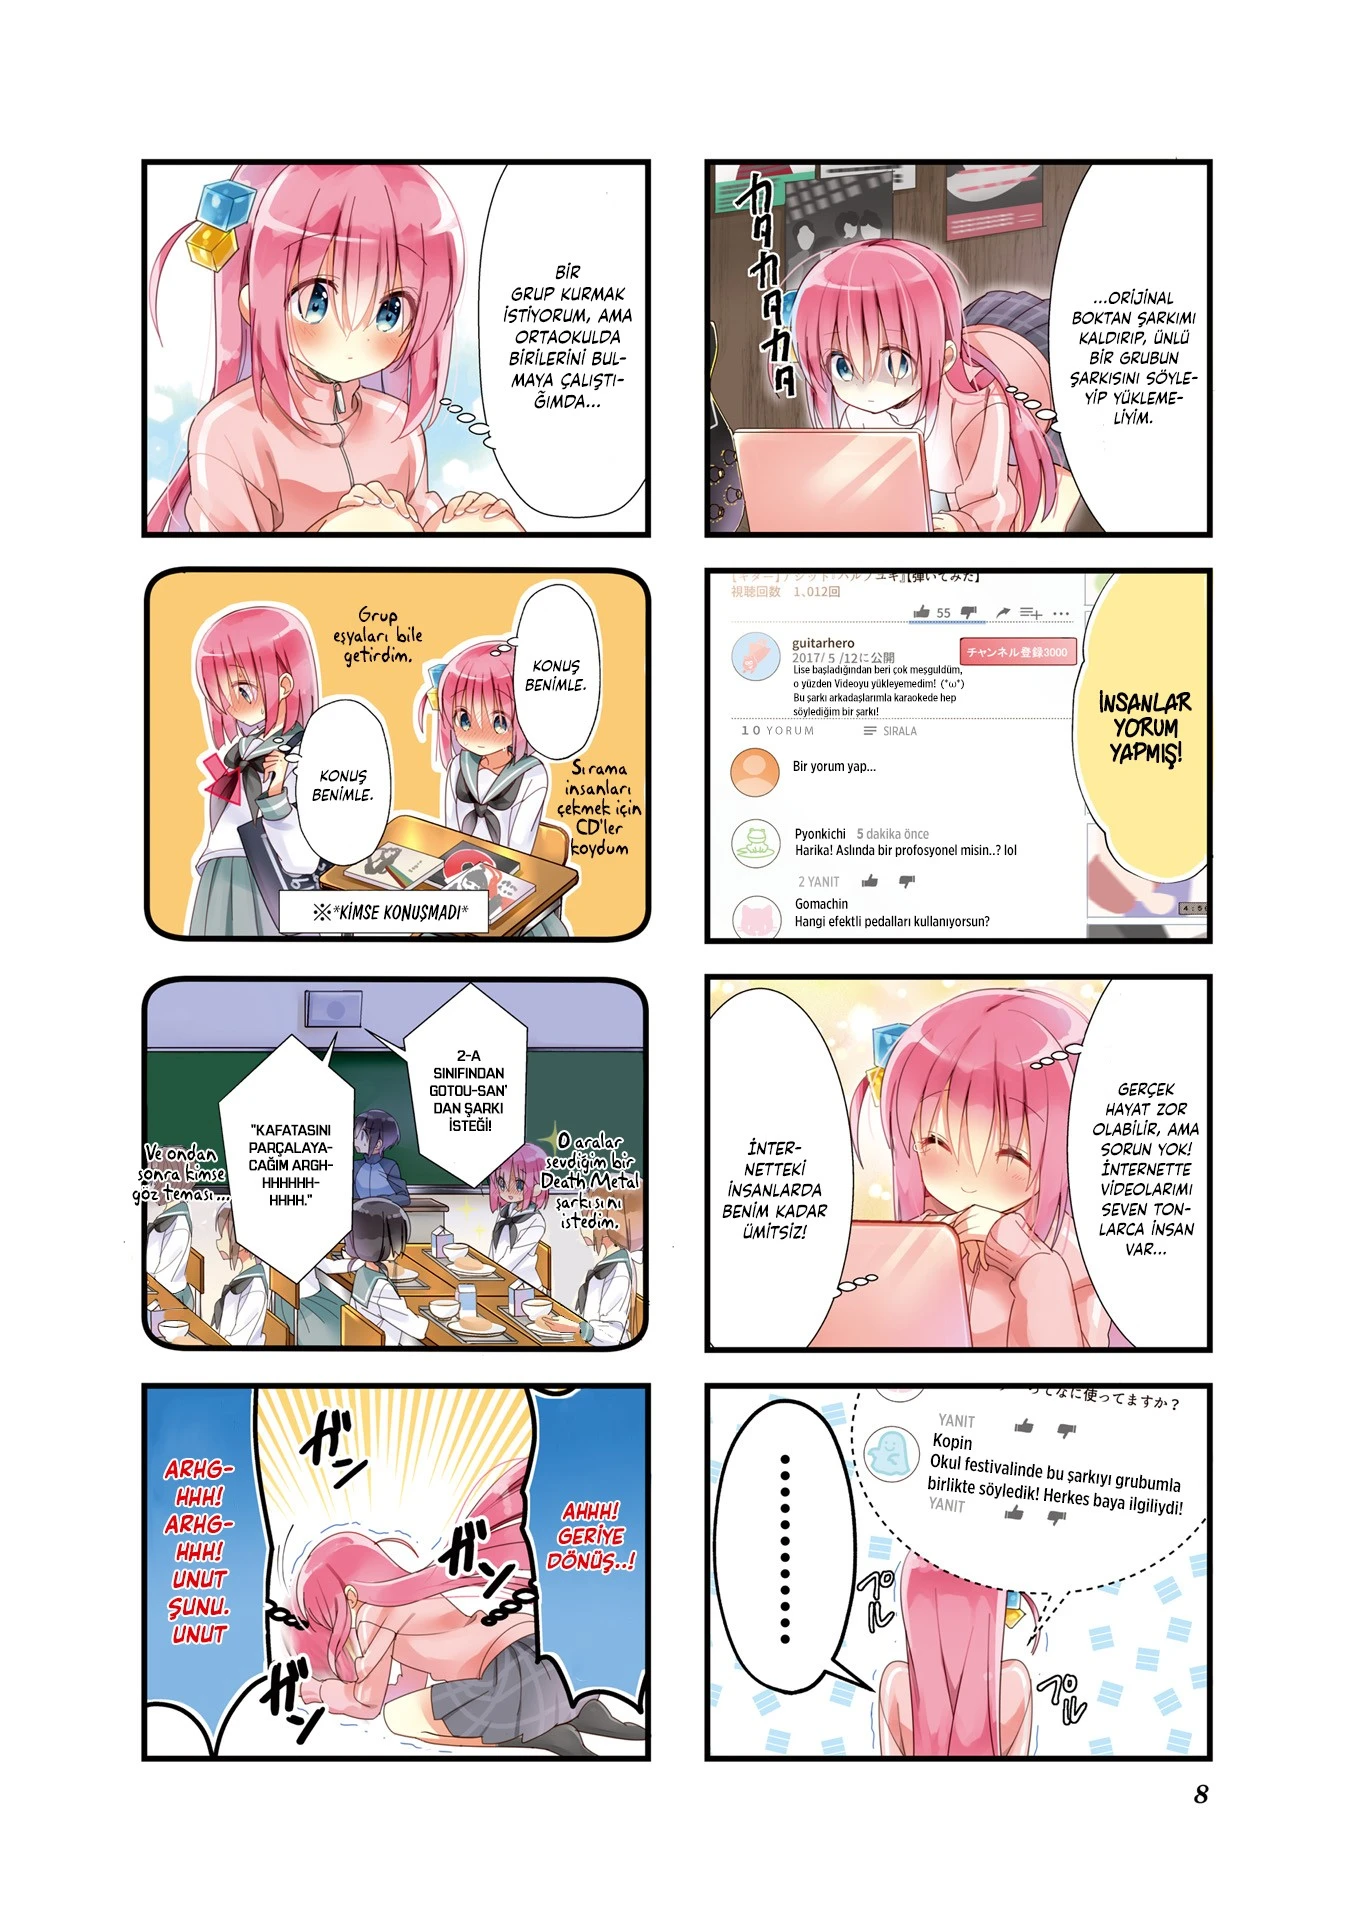 カタカタカタ
...ORİJİNAL
BOKTAN ŞARKIMI
KALDIRIP, ÜNLÜ
BİR GRUBUN
ŞARKISINI SÖYLE-
YİP YÜKLEME-
LİYİM.
視聴回数 1,012回
55
guitarhero
2017/5/12に公開
チャンネル登録3000
Lise başladığından beri çok meşguldüm,
o yüzden Videoyu yükleyemedim! (*ω*)
Bu şarkı arkadaşlarımla karaokede hep
söylediğim bir şarkı!
10 YORUM
SIRALA
Bir yorum yap...
Pyonkichi 5 dakika önce
Harika! Aslında bir profosyonel misin..? lol
2 YANIT
Gomachin
Hangi efektli pedalları kullanıyorsun?
İNSANLAR
YORUM
YAPMIŞ!
GERÇEK
HAYAT ZOR
OLABİLİR, AMA
SORUN YOK!
İNTERNETTE
VİDEOLARIMI
SEVEN TON-
LARCA İNSAN
VAR...
İNTER-
NETTEKİ
İNSANLARDA
BENİM KADAR
ÜMİTSİZ!
てなに使ってますか?
YANIT
Kopin
Okul festivalinde bu şarkıyı grubumla
birlikte söyledik! Herkes baya ilgiliydi!
YANIT
プルプル
BİR
GRUP KURMAK
İSTİYORUM, AMA
ORTAOKULDA
BİRİLERİNİ BUL-
MAYA ÇALIŞTI-
ĞIMDA...
KONUŞ
BENİMLE.
Grup
eşyaları bile
getirdim.
Sırama
insanları
çekmek için
CD'ler
koydum
KONUŞ
BENİMLE.
※*KİMSE KONUŞMADI*
2-A
SINIFINDAN
GOTOU-SAN'
DAN ŞARKI
İSTEĞİ!
"KAFATASINI
PARÇALAYA-
CAĞIM ARGH-
HHHHHH-
HHHH."
O aralar
sevdiğim bir
Death Metal
şarkısını
istedim.
Ve ondan
sonra kimse
göz teması...
AHHH!
GERİYE
DÖNÜŞ..!
ガンガンガン
ARHG-
HHH!
ARHG-
HHH!
UNUT
ŞUNU.
UNUT
8